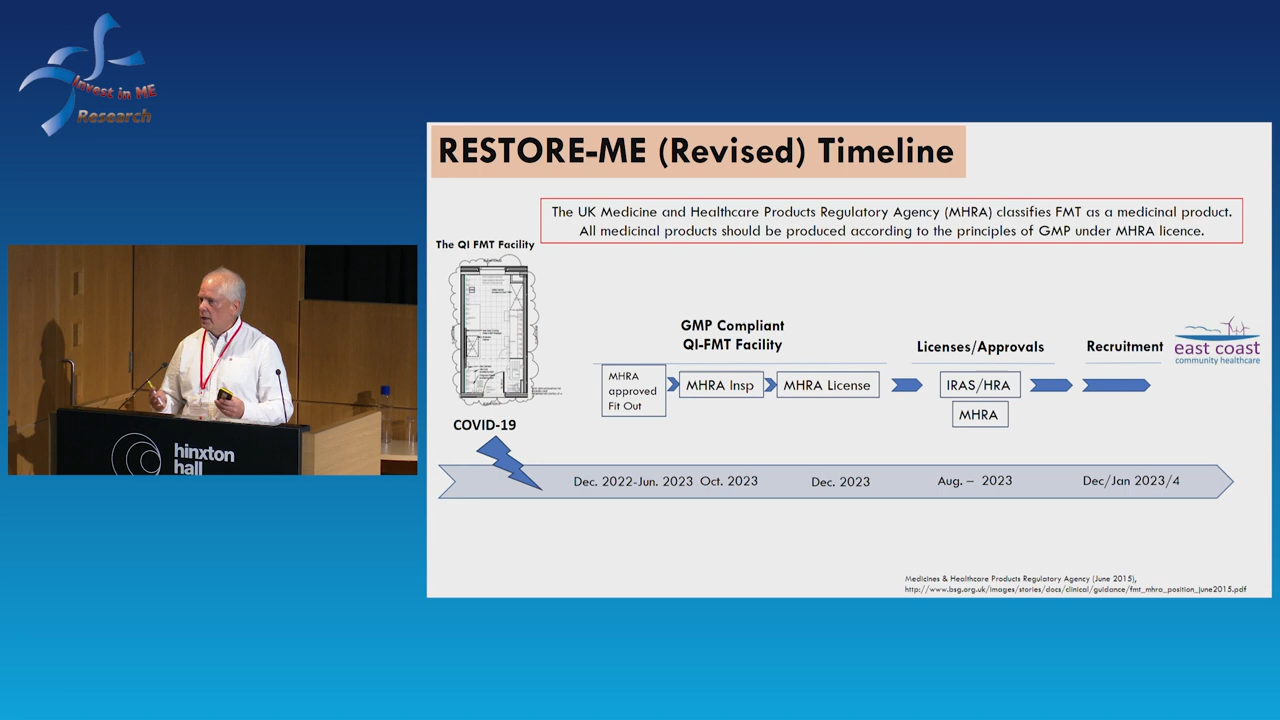 Invest in ME
Research
RESTORE-ME (Revised) Timeline
The UK Medicine and Healthcare Products Regulatory Agency (MHRA) classifies FMT as a medicinal product.
All medicinal products should be produced according to the principles of GMP under MHRA licence.
The QI FMT Facility
GMP Compliant
QI-FMT Facility
Licenses/Approvals
Recruitment
east coast
community healthcare
MHRA
approved
Fit Out
MHRA Insp
MHRA License
IRAS/HRA
MHRA
COVID-19
Dec. 2022-Jun. 2023
Oct. 2023
Dec. 2023
Aug. – 2023
Dec/Jan 2023/4
hinxton
hall
Medicines & Healthcare Products Regulatory Agency (June 2015),
http://www.bsg.org.uk/images/stories/docs/clinical/guidance/fmt_mhra_position_june2015.pdf